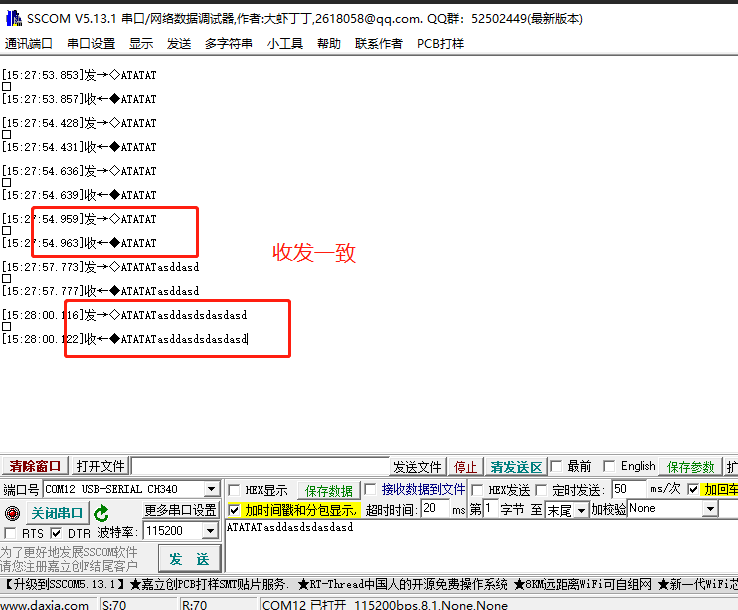 SSCOM V5.13.1 串口/网络数据调试器,作者:大虾丁丁,2618058@qq.com. QQ群: 52502449(最新版本)
通讯端口 串口设置 显示 发送 多字符串 小工具 帮助 联系作者 PCB打样
[15:27:53.853]发→◇ATATAT
□
[15:27:53.857]收←◆ATATAT
[15:27:54.428]发→◇ATATAT
□
[15:27:54.431]收←◆ATATAT
[15:27:54.636]发→◇ATATAT
□
[15:27:54.639]收←◆ATATAT
[15:27:54.959]发→◇ATATAT
□
[15:27:54.963]收←◆ATATAT
收发一致
[15:27:57.773]发→◇ATATATasddasd
□
[15:27:57.777]收←◆ATATATasddasd
[15:28:00.116]发→◇ATATATasddasdsdasdasd
□
[15:28:00.122]收←◆ATATATasddasdsdasdasd
清除窗口 打开文件 发送文件 停止 清发送区 最前 English 保存参数 扩
端口号 COM12 USB-SERIAL CH340 HEX显示 保存数据 接收数据到文件 HEX发送 定时发送: 50 ms/次 加回车
关闭串口 更多串口设置 加时间戳和分包显示, 超时时间: 20 ms 第 1 字节 至 末尾 加校验 None
RTS DTR 波特率: 115200 ATATATasddasdsdasdasd
为了更好地发展SSCOM软件
请您注册嘉立创F结尾客户
发 送
【升级到SSCOM5.13.1】★嘉立创PCB打样SMT贴片服务. ★RT-Thread中国人的开源免费操作系统 ★8KM远距离WiFi可自组网 ★新一代WiFi芯
www.daxia.com S:70 R:70 COM12 已打开 115200bps,8,1,None,None